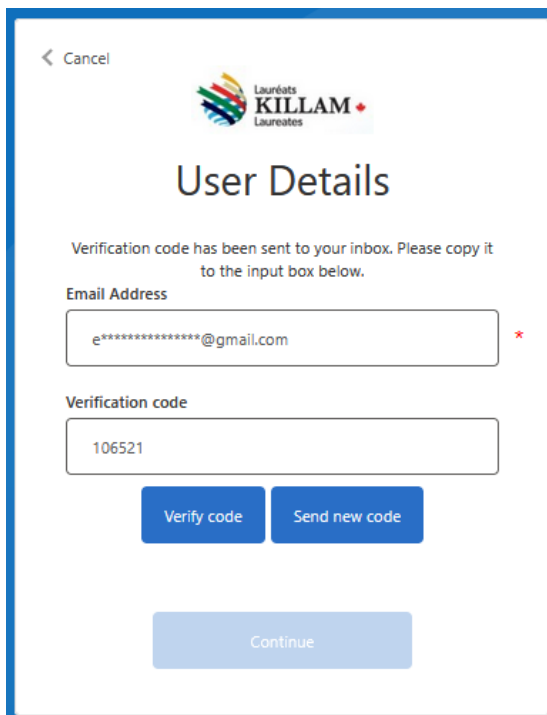 Cancel
Lauréats
KILLAM
Laureates
User Details
Verification code has been sent to your inbox. Please copy it
to the input box below.
Email Address
e***************@gmail.com
*
Verification code
106521
Verify code
Send new code
Continue